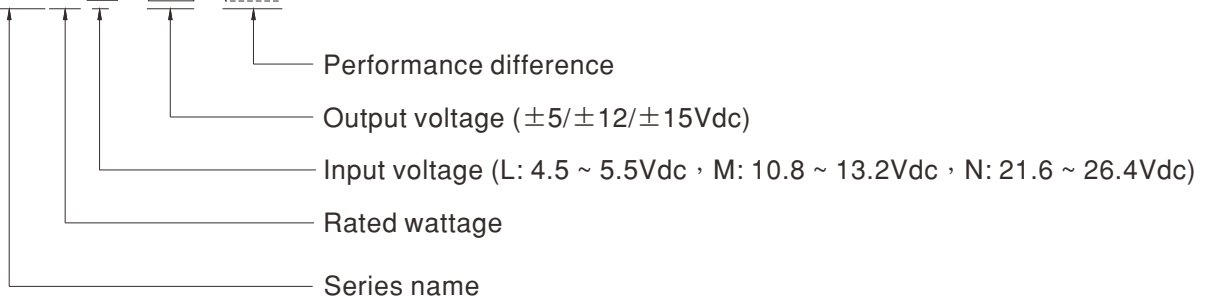 Performance difference
Output voltage (±5/±12/±15Vdc)
Input voltage (L: 4.5 ~ 5.5Vdc，M: 10.8 ~ 13.2Vdc，N: 21.6 ~ 26.4Vdc)
Rated wattage
Series name